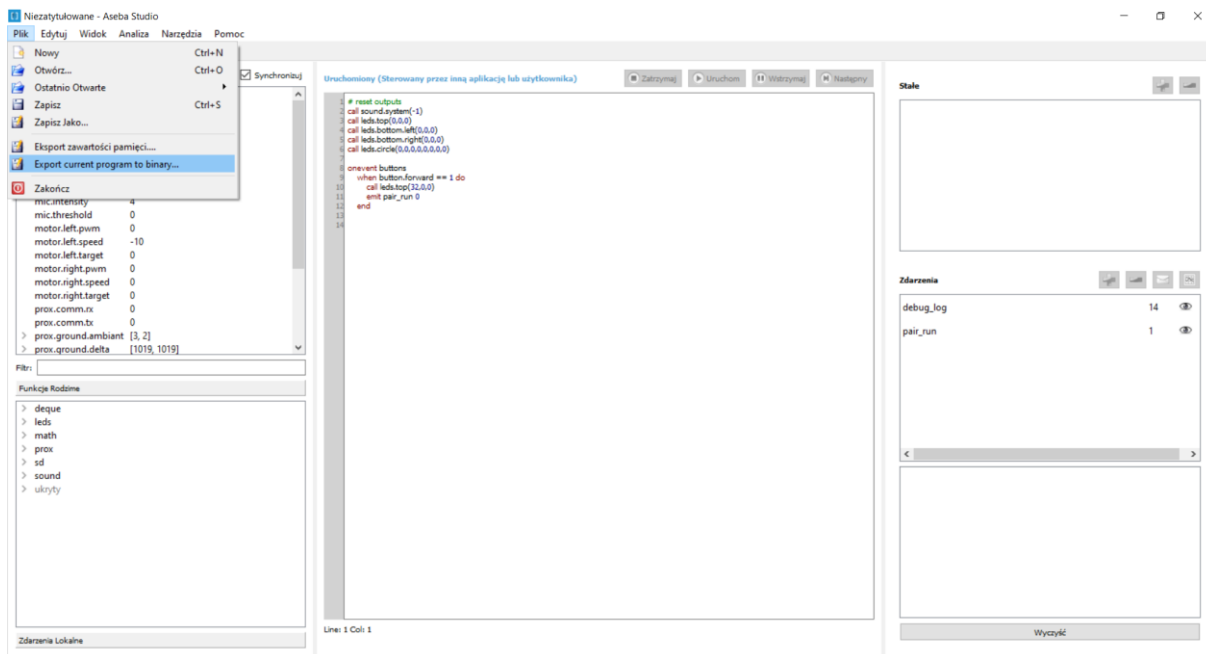 Niezatytułowane - Aseba Studio
Plik Edytuj Widok Analiza Narzędzia Pomoc
Nowy Ctrl+N
Otwórz... Ctrl+O
Ostatnio Otwarte
Zapisz Ctrl+S
Zapisz Jako...
Eksport zawartości pamięci....
Export current program to binary...
Zakończ
Synchronizuj
mic.intensity 4
mic.threshold 0
motor.left.pwm 0
motor.left.speed -10
motor.left.target 0
motor.right.pwm 0
motor.right.speed 0
motor.right.target 0
prox.comm.rx 0
prox.comm.tx 0
prox.ground.ambiant [3, 2]
prox.ground.delta [1019, 1019]
Filtr:
Funkcje Rodzime
deque
leds
math
prox
sd
sound
ukryty
Zdarzenia Lokalne
Uruchomiony (Sterowany przez inną aplikację lub użytkownika)
Zatrzymaj Uruchom Wstrzymaj Następny
1 # reset outputs
2 call sound.system(-1)
3 call leds.top(0,0,0)
4 call leds.bottom.left(0,0,0)
5 call leds.bottom.right(0,0,0)
6 call leds.circle(0,0,0,0,0,0,0,0)
7
8 onevent buttons
9 when button.forward == 1 do
10 call leds.top(32,0,0)
11 emit pair_run 0
12 end
13
14
Line: 1 Col: 1
Stałe
Zdarzenia
debug_log 14
pair_run 1
Wyczyść